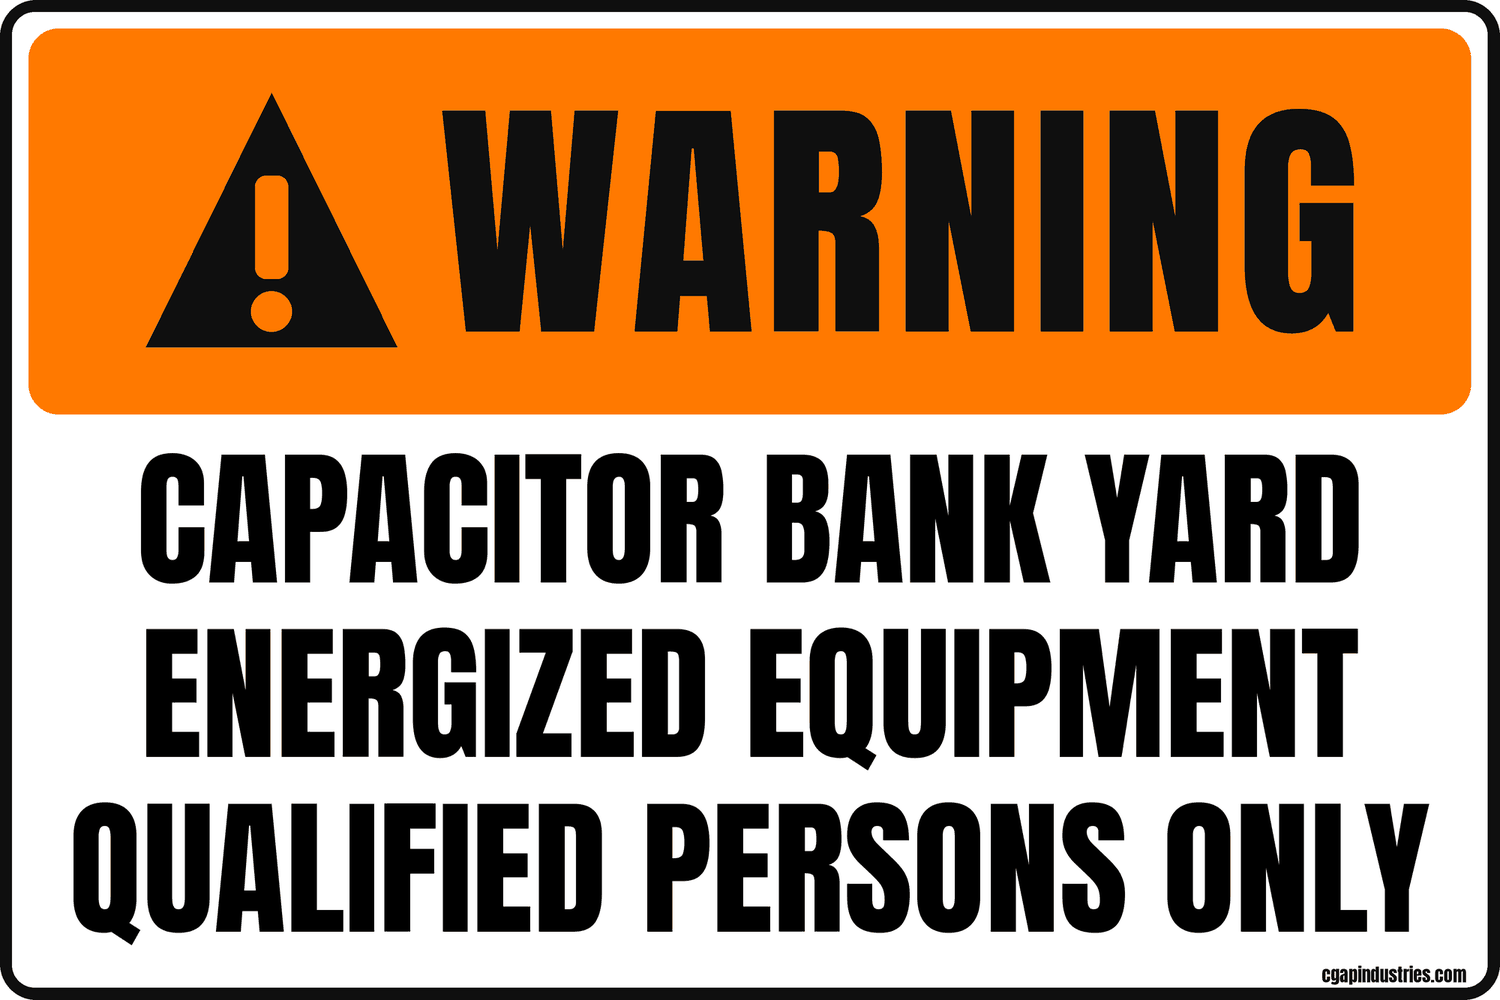 WARNING
CAPACITOR BANK YARD
ENERGIZED EQUIPMENT
QUALIFIED PERSONS ONLY
cgapindustries.com